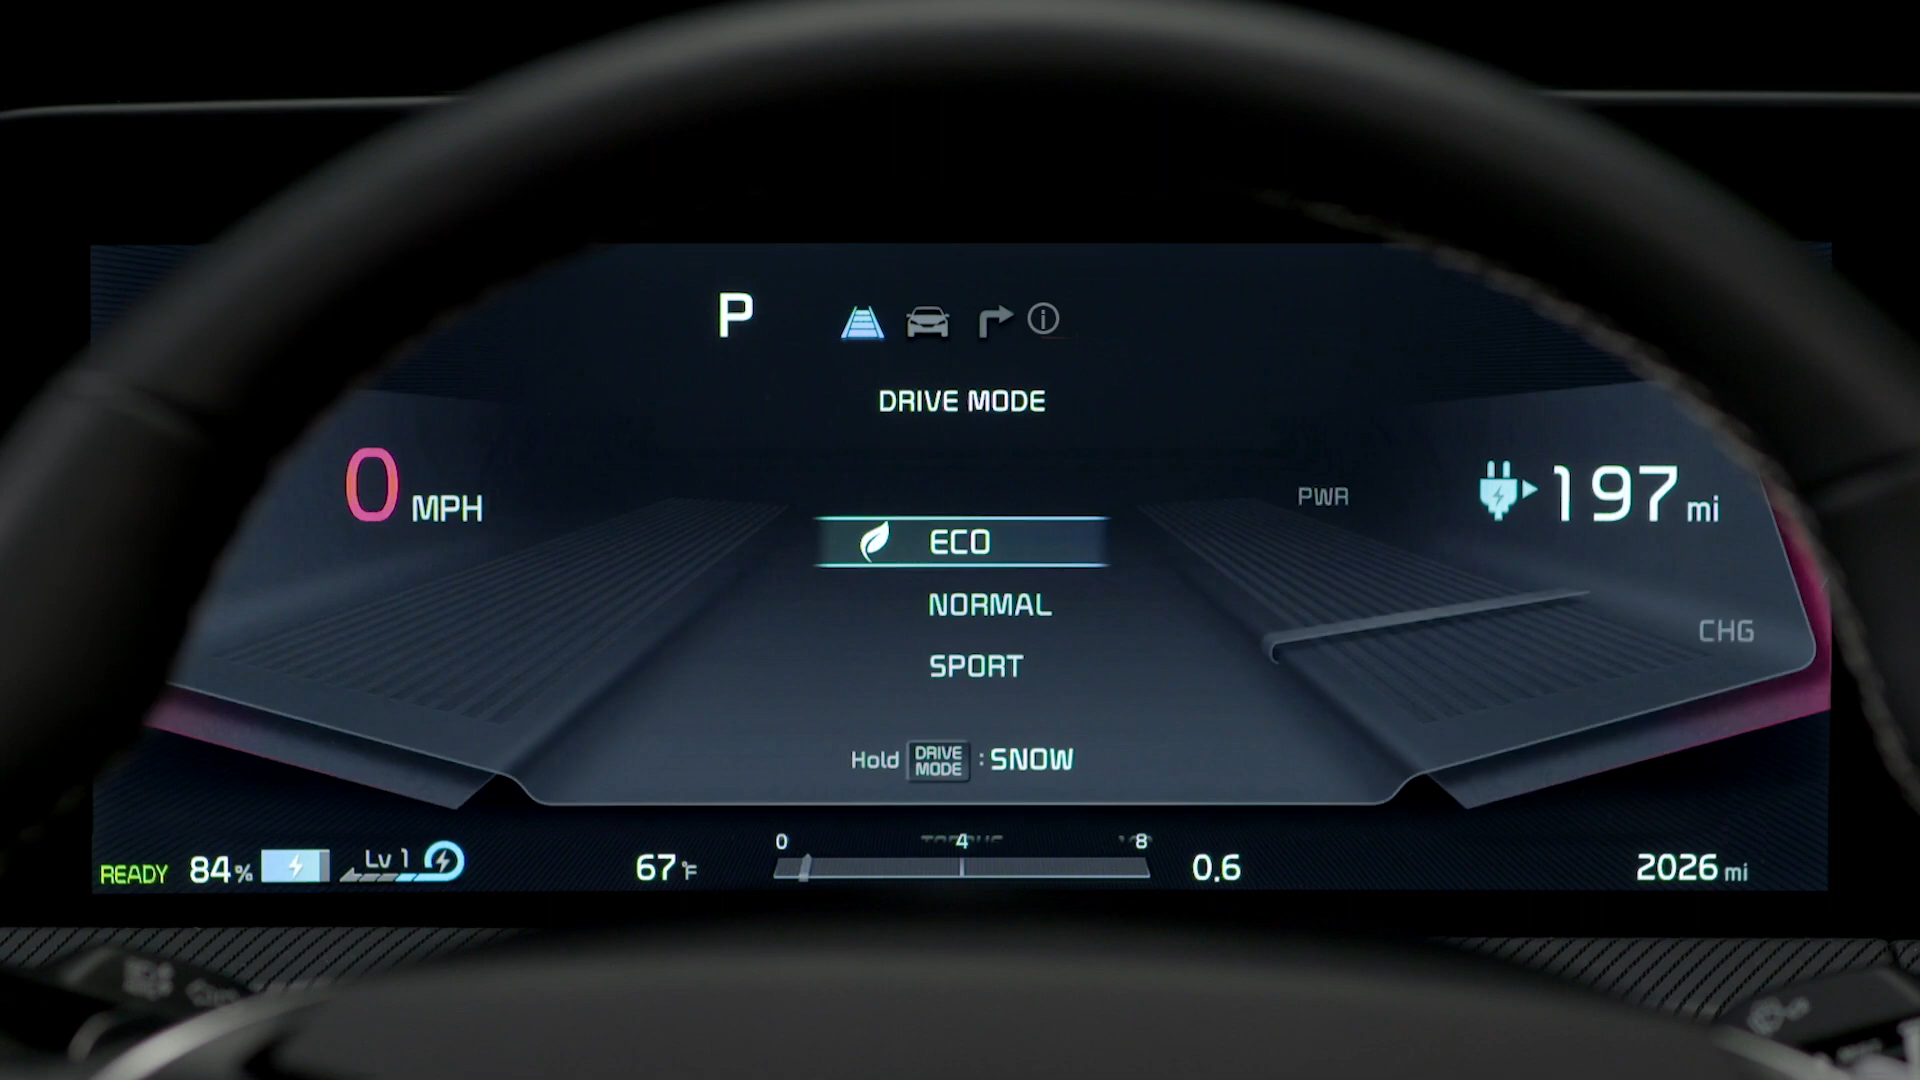 P
DRIVE MODE
0 MPH
PWR
197 mi
ECO
NORMAL
SPORT
CHG
Hold DRIVE MODE : SNOW
0 4 8
READY 84% Lv 1 67°F 0.6 2026 mi